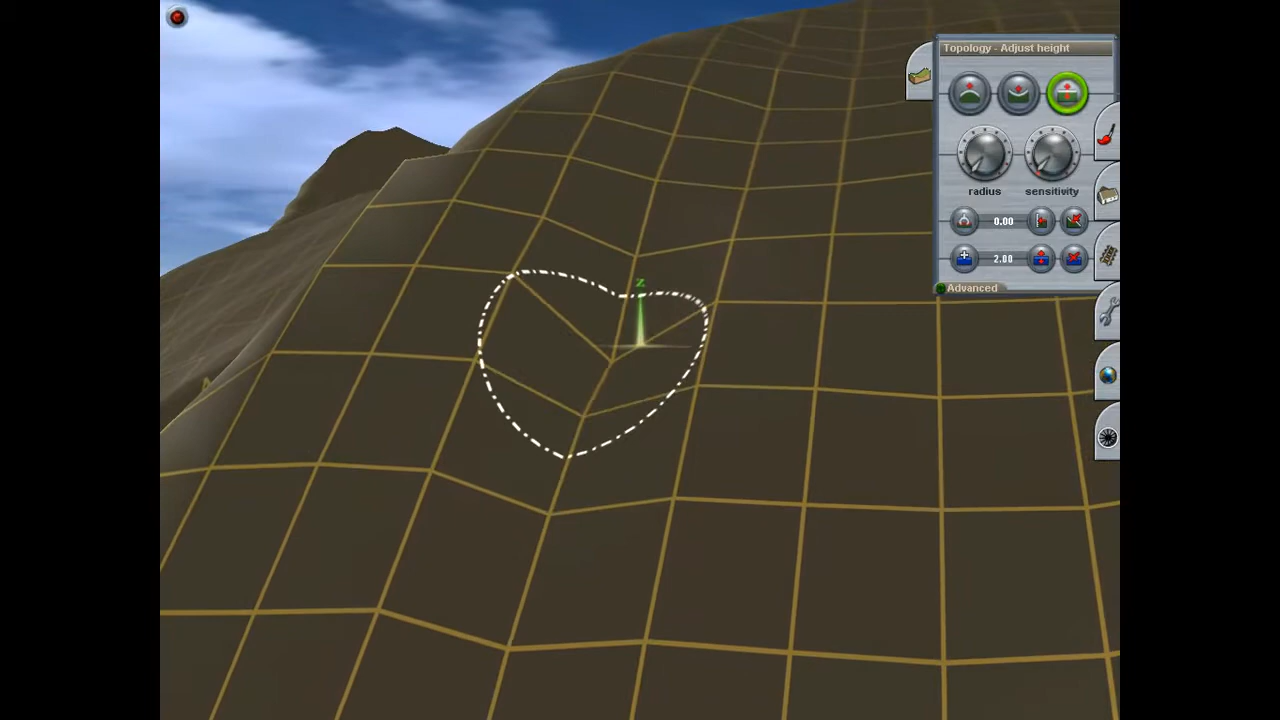 Topology - Adjust height
radius sensitivity
0.00
2.00
Advanced
z